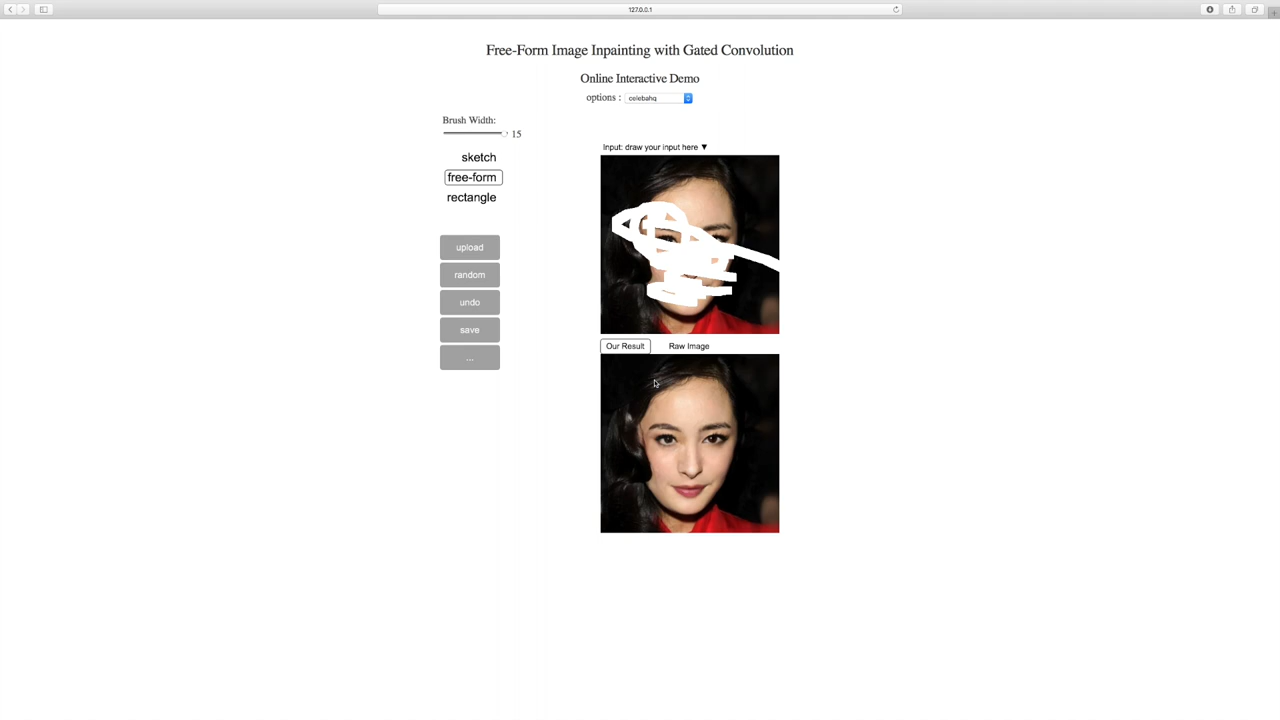 127.0.0.1
Free-Form Image Inpainting with Gated Convolution
Online Interactive Demo
options : celebahq
Brush Width:
15
sketch
free-form
rectangle
upload
random
undo
save
...
Input: draw your input here ▼
Our Result Raw Image